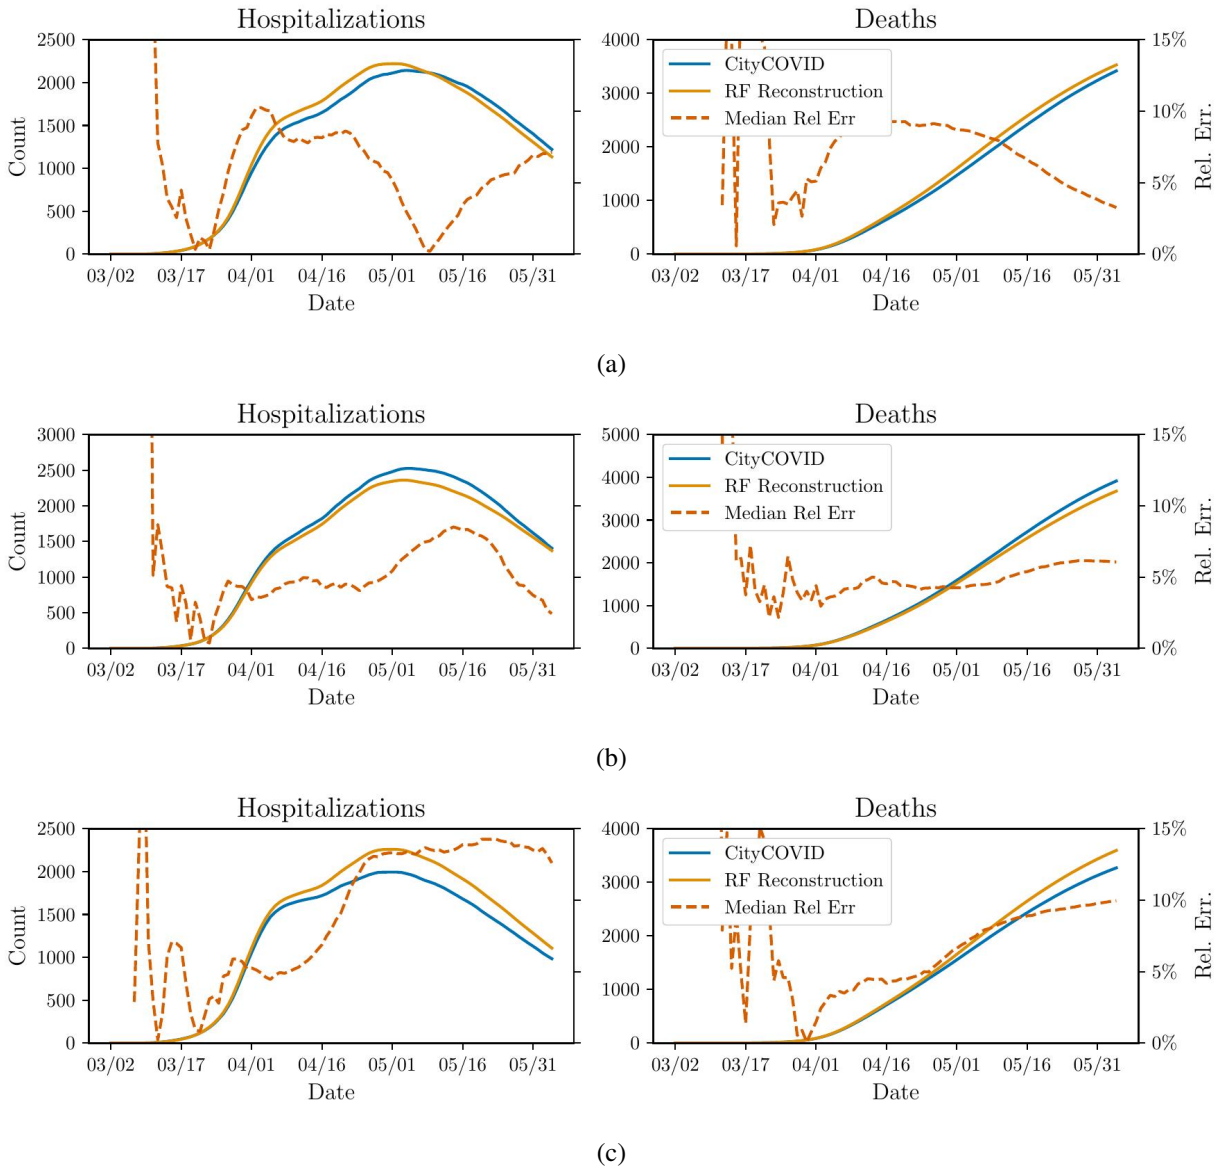 Hospitalizations
Deaths
2500
2000
1500
1000
500
0
Count
03/02 03/17 04/01 04/16 05/01 05/16 05/31
Date
4000
3000
2000
1000
0
CityCOVID
RF Reconstruction
Median Rel Err
15%
10%
5%
0%
Rel. Err.
03/02 03/17 04/01 04/16 05/01 05/16 05/31
Date
(a)
Hospitalizations
Deaths
3000
2500
2000
1500
1000
500
0
Count
03/02 03/17 04/01 04/16 05/01 05/16 05/31
Date
5000
4000
3000
2000
1000
0
CityCOVID
RF Reconstruction
Median Rel Err
15%
10%
5%
0%
Rel. Err.
03/02 03/17 04/01 04/16 05/01 05/16 05/31
Date
(b)
Hospitalizations
Deaths
2500
2000
1500
1000
500
0
Count
03/02 03/17 04/01 04/16 05/01 05/16 05/31
Date
4000
3000
2000
1000
0
CityCOVID
RF Reconstruction
Median Rel Err
15%
10%
5%
0%
Rel. Err.
03/02 03/17 04/01 04/16 05/01 05/16 05/31
Date
(c)